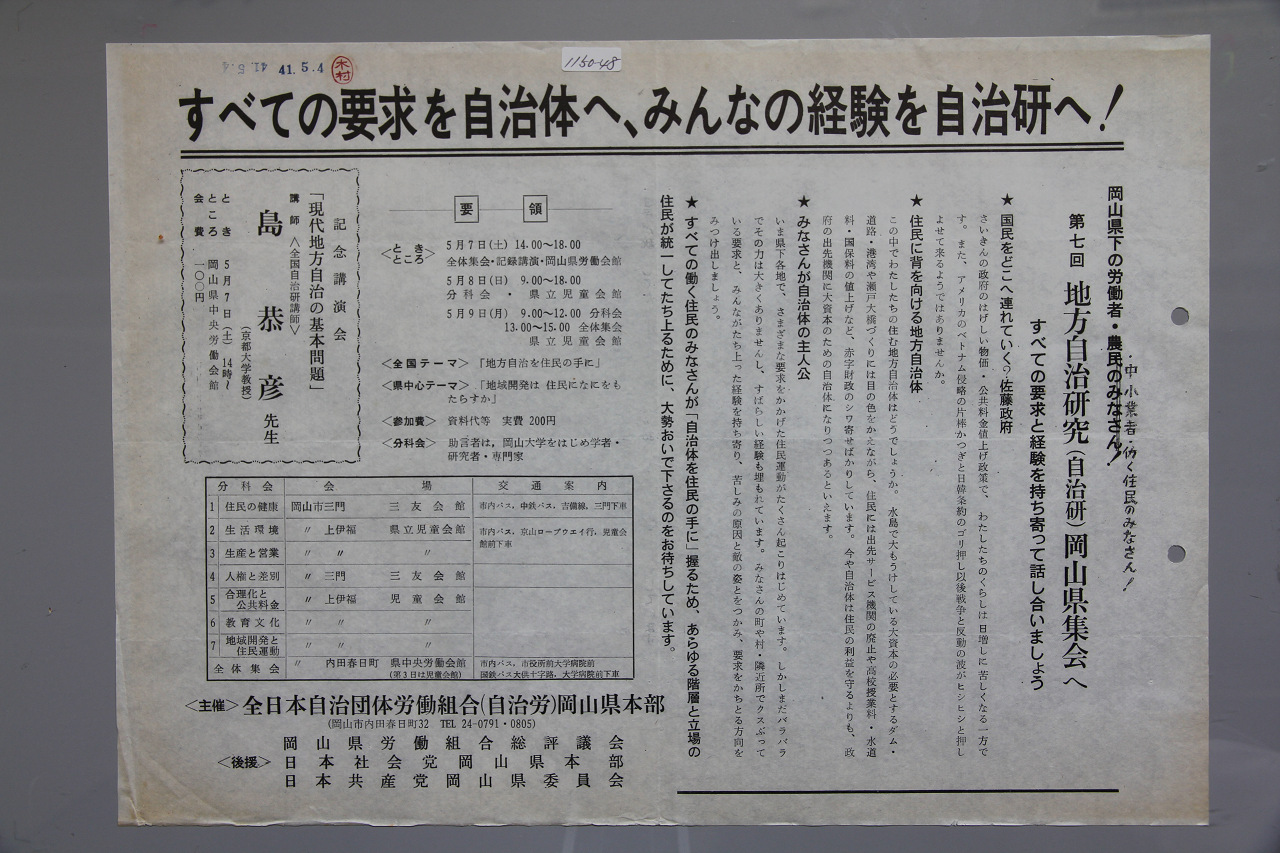 41.5.4
41.5.4
木村
1150-48
すべての要求を自治体へ、みんなの経験を自治研へ!
岡山県下の労働者・農民のみなさん!
・中小業者・仂く住民のみなさん!
第七回 地方自治研究(自治研)岡山県集会へ
すべての要求と経験を持ち寄って話し合いましょう
★ 国民をどこへ連れていく?佐藤政府
さいきんの政府のはげしい物価・公共料金値上げ政策で、わたしたちのくらしは日増しに苦しくなる一方で
す。また、アメリカのベトナム侵略の片棒かつぎと日韓条約のゴリ押し以後戦争と反動の波がヒシヒシと押し
よせて来るようではありませんか。
★ 住民に背を向ける地方自治体
この中でわたしたちの住む地方自治体はどうでしょうか。水島で大もうけしている大資本の必要とするダム・
道路・港湾や瀬戸大橋づくりには目の色をかえながら、住民には出先サービス機関の廃止や高校授業料・水道
料・国保料の値上げなど、赤字財政のシワ寄せばかりしています。今や自治体は住民の利益を守るよりも、政
府の出先機関に大資本のための自治体になりつつあるといえます。
★ みなさんが自治体の主人公
いま県下各地で、さまざまな要求をかかげた住民運動がたくさん起こりはじめています。しかしまだバラバラ
でその力は大きくありませんし、すばらしい経験も埋もれています。みなさんの町や村・隣近所でクスぶって
いる要求と、みんながたち上った経験を持ち寄り、苦しみの原因と敵の姿とをつかみ、要求をかちとる方向を
みつけ出しましょう。
★ すべての働く住民のみなさんが「自治体を住民の手に」握るため、あらゆる階層と立場の
住民が統一してたち上るために、大勢おいで下さるのをお待ちしています。
要領
<とき ところ>
5月7日(土) 14.00〜18.00
全体集会・記録講演・岡山県労働会館
5月8日(日) 9.00〜18.00
分科会・県立児童会館
5月9日(月) 9.00〜12.00 分科会
13.00〜15.00 全体集会
県立児童会館
<全国テーマ> 「地方自治を住民の手に」
<県中心テーマ> 「地域開発は 住民になにをも
たらすか」
<参加費> 資料代等 実費 200円
<分科会> 助言者は,岡山大学をはじめ学者・
研究者・専門家
記念講演会
「現代地方自治の基本問題」
講師 <全国自治研講師>
島恭彦先生
(京都大学教授)
とき 5月7日(土)14時〜
ところ 岡山県中央労働会館
会費 一〇〇円
分科会 会場 交通案内
1 住民の健康 岡山市三門 三友会館 市内バス,中鉄バス,吉備線,三門下車
2 生活環境 〃 上伊福 県立児童会館 市内バス,京山ロープウエイ行,児童会
館前下車
3 生産と営業 〃 〃 〃
4 人権と差別 〃 三門 三友会館
5 合理化と
公共料金 〃 上伊福 児童会館
6 教育文化 〃 〃 〃
7 地域開発と
住民運動 〃 〃 〃
全体集会 〃 内田春日町 県中央労働会館 市内バス,市役所前大学病院前
(第3日は児童会館) 国鉄バス大供十字路,大学病院前下車
<主催> 全日本自治団体労働組合(自治労)岡山県本部
(岡山市内田春日町32 TEL 24-0791・0805)
<後援>
岡山県労働組合総評議会
日本社会党岡山県本部
日本共産党岡山県委員会